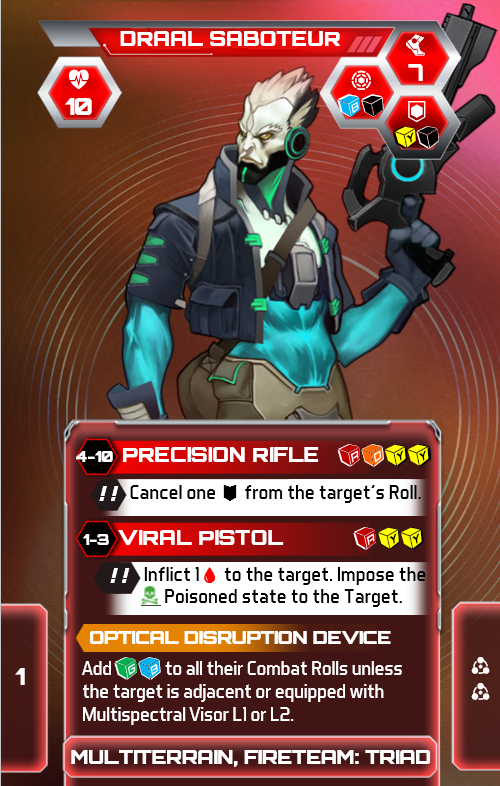 DRAAL SABOTEUR
7
10
B
Y
4-10 PRECISION RIFLE R O Y Y
!! Cancel one from the target's Roll.
1-3 VIRAL PISTOL R Y Y
!! Inflict 1 to the target. Impose the
Poisoned state to the Target.
OPTICAL DISRUPTION DEVICE
Add G B to all their Combat Rolls unless
the target is adjacent or equipped with
Multispectral Visor L1 or L2.
1
MULTITERRAIN, FIRETEAM: TRIAD